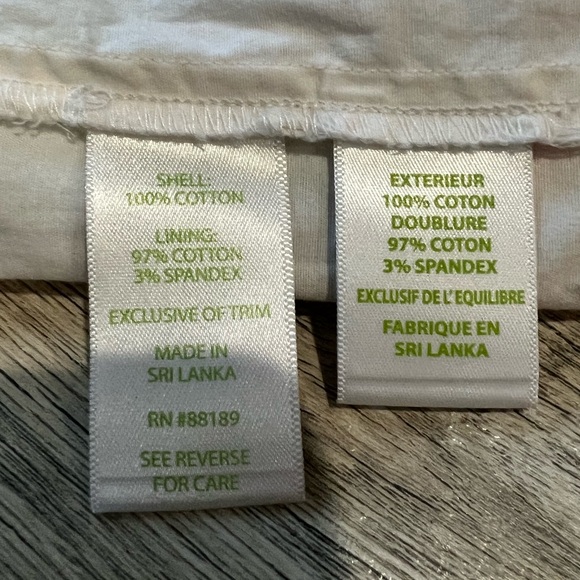 SHELL:
100% COTTON
LINING:
97% COTTON
3% SPANDEX
EXCLUSIVE OF TRIM
MADE IN
SRI LANKA
RN #88189
SEE REVERSE
FOR CARE
EXTERIEUR
100% COTON
DOUBLURE
97% COTON
3% SPANDEX
EXCLUSIF DE L'EQUILIBRE
FABRIQUE EN
SRI LANKA